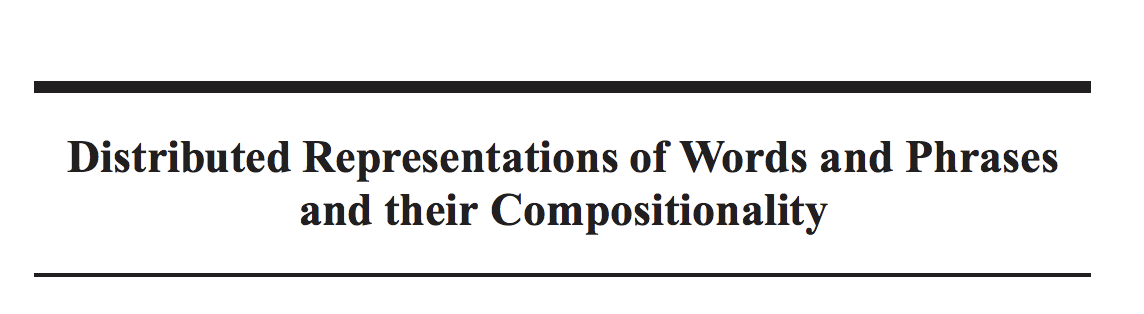 Distributed Representations of Words and Phrases
and their Compositionality